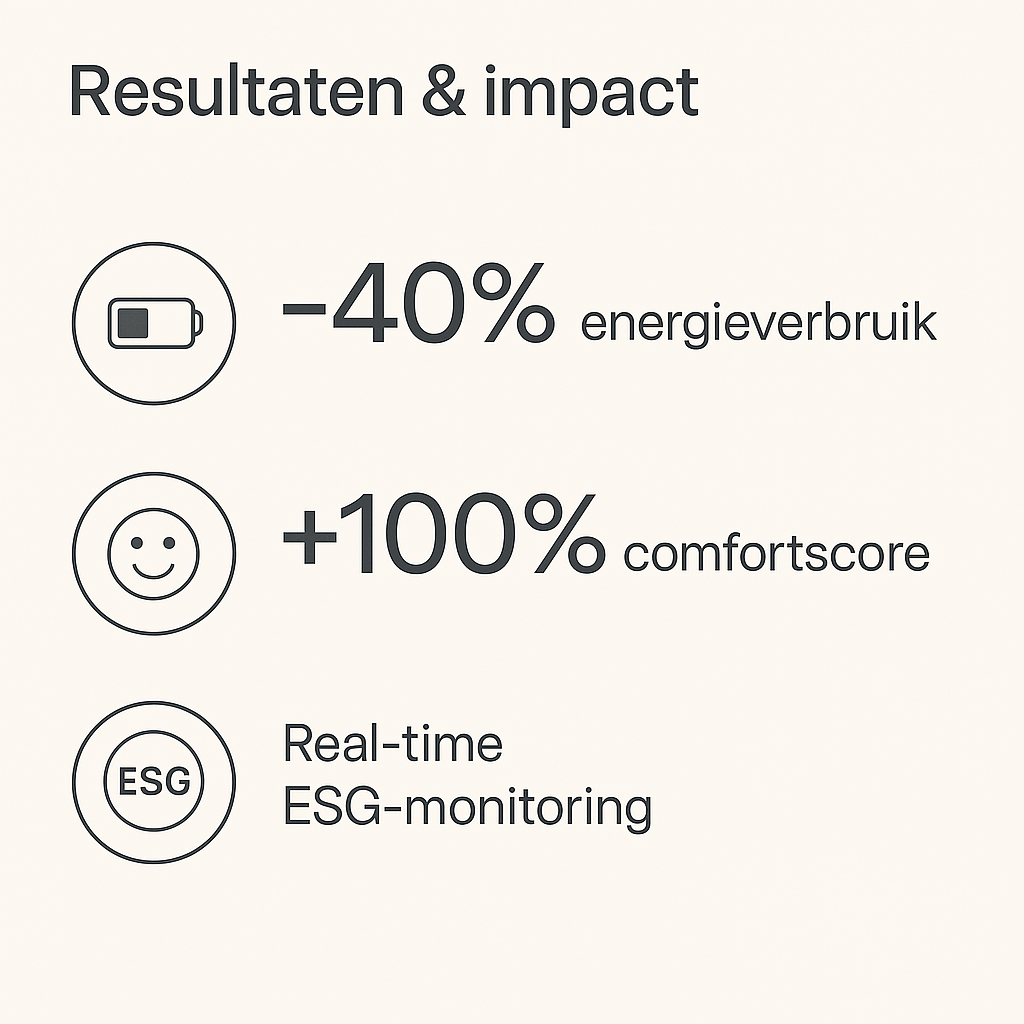 Resultaten & impact
-40% energieverbruik
+100% comfortscore
ESG
Real-time
ESG-monitoring